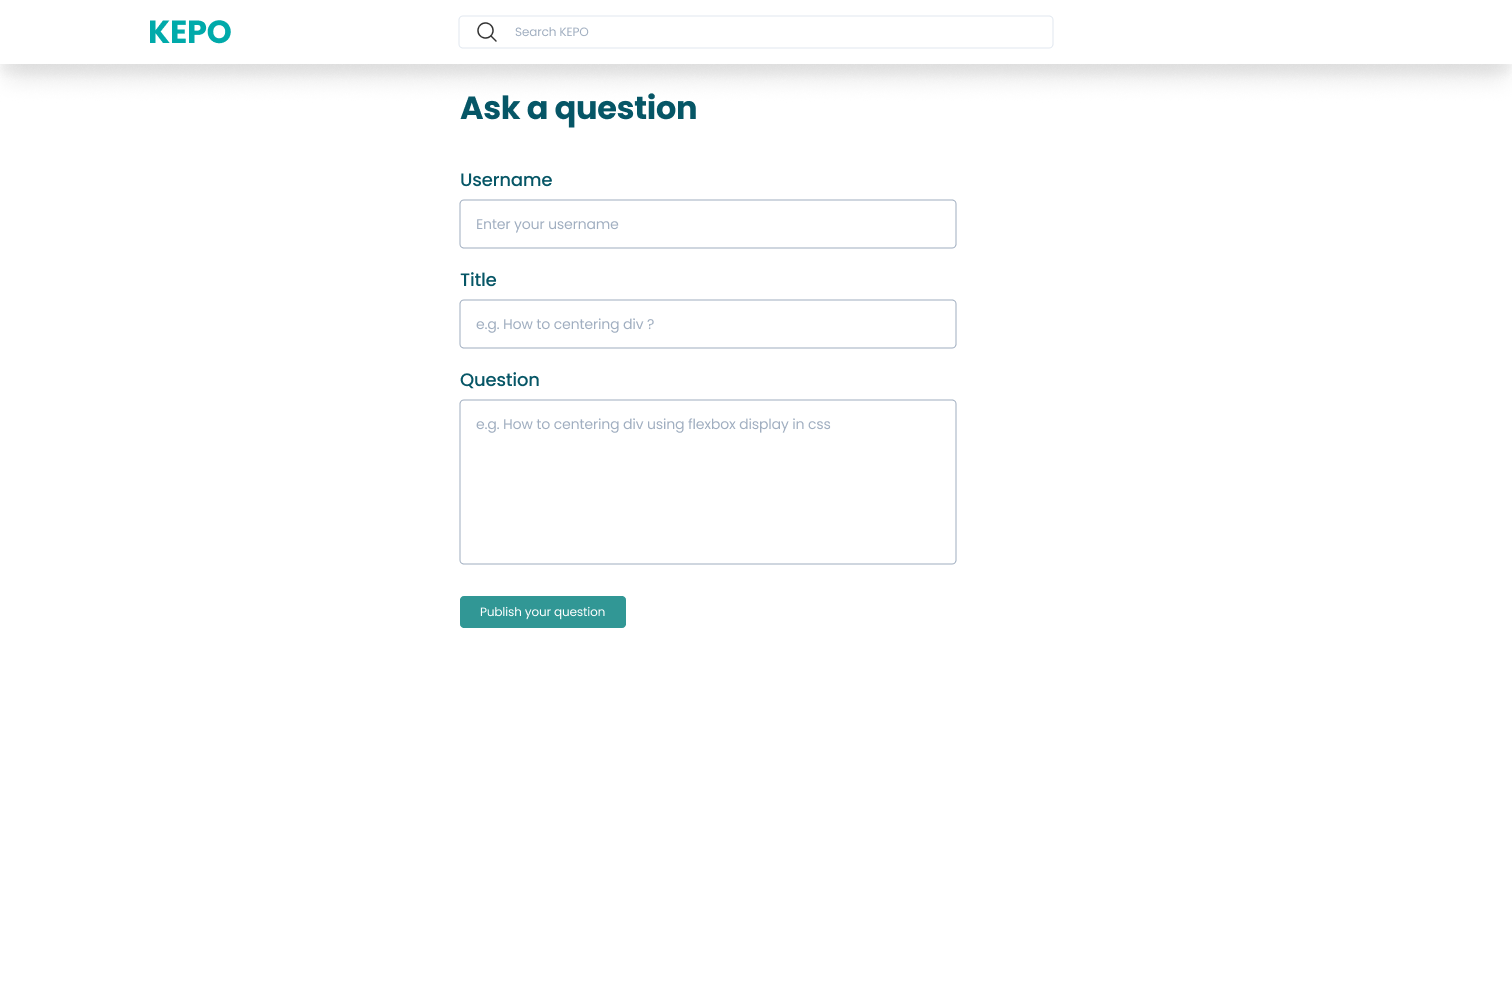 KEPO
Search KEPO
Ask a question
Username
Enter your username
Title
e.g. How to centering div ?
Question
e.g. How to centering div using flexbox display in css
Publish your question